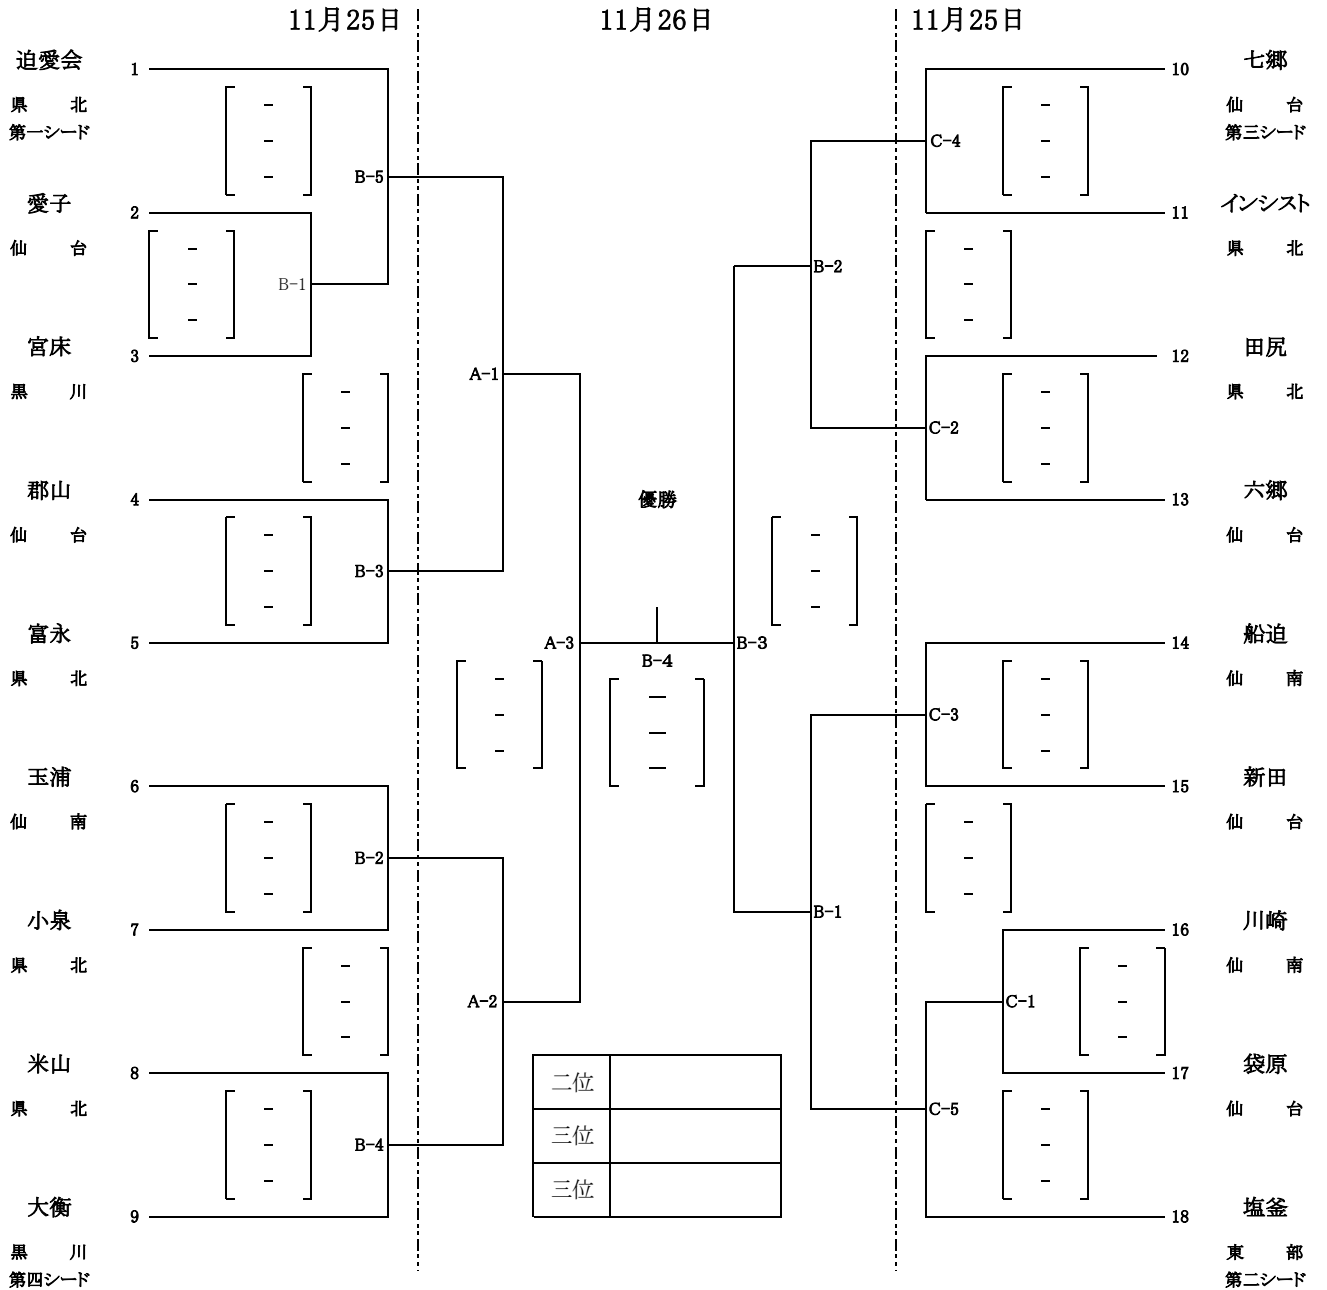 11月25日 11月26日 11月25日
迫愛会 1 10 七郷
県 北 仙 台
第一シード 第三シード
C-4
B-5
愛子 2 11 インシスト
仙 台 県 北
B-2
B-1
宮床 3 12 田尻
A-1
黒 川 県 北
C-2
郡山 4 優勝 13 六郷
仙 台 仙 台
B-3
富永 5 A-3 B-3 14 船迫
B-4
県 北 仙 南
C-3
玉浦 6 15 新田
仙 南 仙 台
B-2
小泉 7 B-1 16 川崎
県 北 仙 南
A-2 C-1
米山 8 二位 17 袋原
県 北 C-5 仙 台
三位
B-4
三位
大衡 9 18 塩釜
黒 川 東 部
第四シード 第二シード